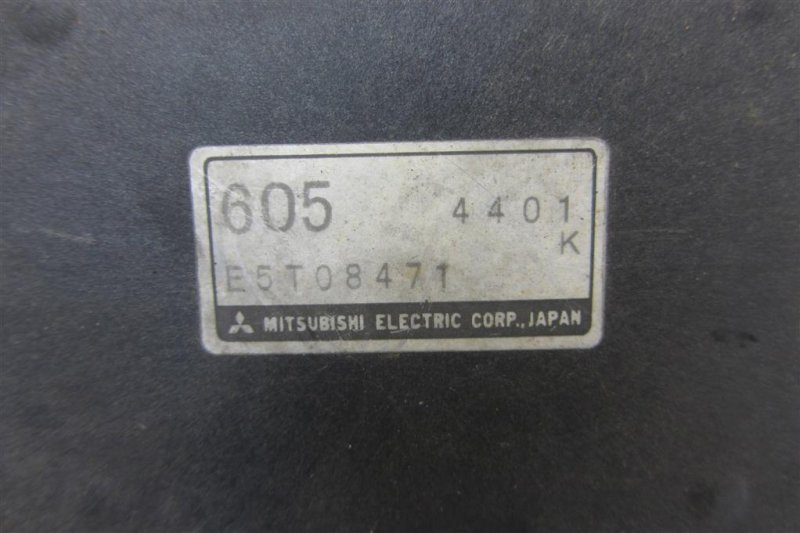 605 4401
K
E5T08471
MITSUBISHI ELECTRIC CORP., JAPAN